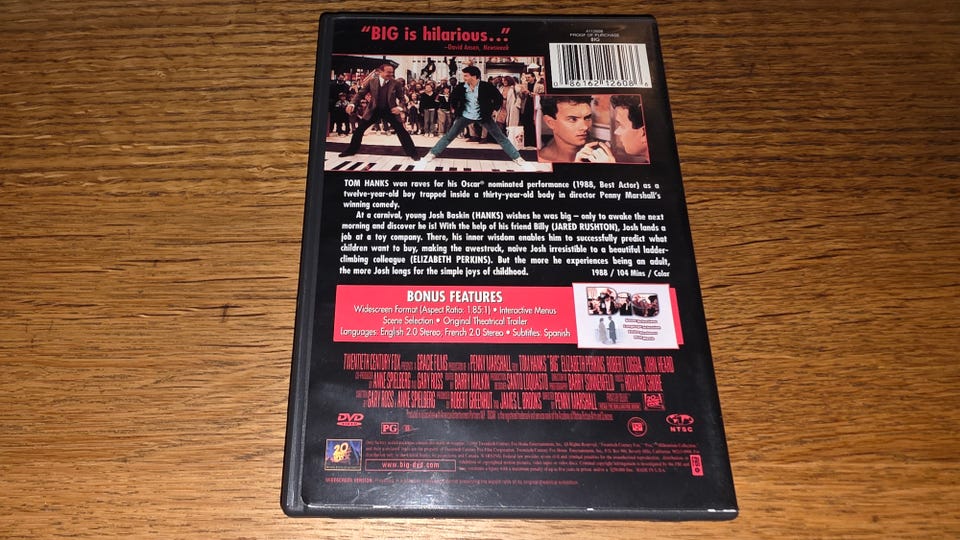 "BIG is hilarious..."
–David Ansen, Newsweek
PROOF OF PURCHASE
BIG
0 86162 12608 6
TOM HANKS won raves for his Oscar® nominated performance (1988, Best Actor) as a
twelve-year-old boy trapped inside a thirty-year-old body in director Penny Marshall's
winning comedy.
At a carnival, young Josh Baskin (HANKS) wishes he was big – only to awake the next
morning and discover he is! With the help of his friend Billy (JARED RUSHTON), Josh lands a
job at a toy company. There, his inner wisdom enables him to successfully predict what
children want to buy, making the awestruck, naive Josh irresistible to a beautiful ladder-
climbing colleague (ELIZABETH PERKINS). But the more he experiences being an adult,
the more Josh longs for the simple joys of childhood.
1988 / 104 Mins / Color
BONUS FEATURES
Widescreen Format (Aspect Ratio: 1.85:1) • Interactive Menus
Scene Selection • Original Theatrical Trailer
Languages: English 2.0 Stereo; French 2.0 Stereo • Subtitles: Spanish
TWENTIETH CENTURY FOX GRACIE FILMS PENNY MARSHALL TOM HANKS "BIG" ELIZABETH PERKINS ROBERT LOGGIA JOHN HEARD
ANNE SPIELBERG GARY ROSS BARRY MALKIN SANTO LOQUASTO BARRY SONNENFELD HOWARD SHORE
GARY ROSS & ANNE SPIELBERG ROBERT GREENHUT JAMES L. BROOKS PENNY MARSHALL
DVD
VIDEO
PG
NTSC
20
www.big-dvd.com
WIDESCREEN VERSION